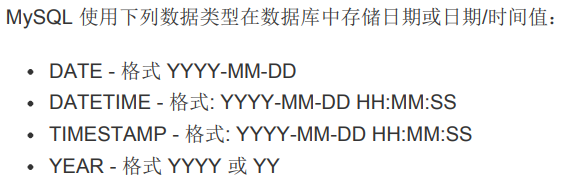 MySQL 使用下列数据类型在数据库中存储日期或日期/时间值：
• DATE - 格式 YYYY-MM-DD
• DATETIME - 格式: YYYY-MM-DD HH:MM:SS
• TIMESTAMP - 格式: YYYY-MM-DD HH:MM:SS
• YEAR - 格式 YYYY 或 YY